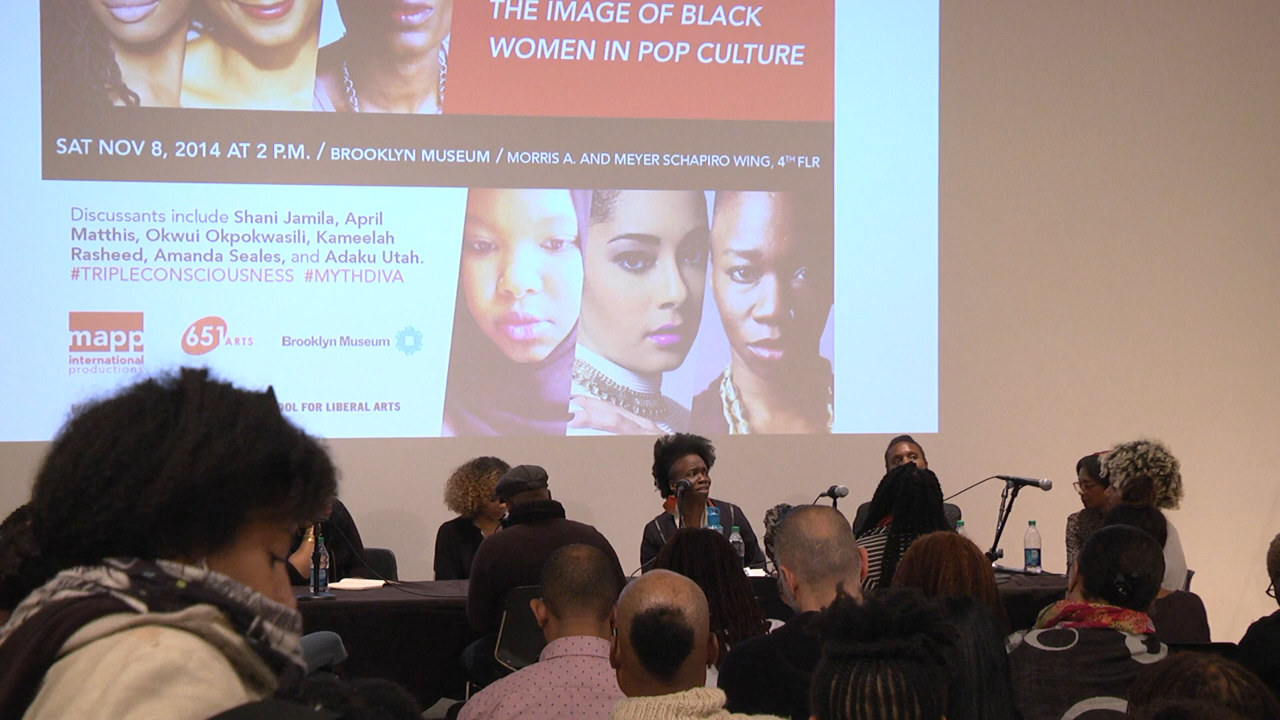 THE IMAGE OF BLACK
WOMEN IN POP CULTURE
SAT NOV 8, 2014 AT 2 P.M. / BROOKLYN MUSEUM / MORRIS A. AND MEYER SCHAPIRO WING, 4TH FLR
Discussants include Shani Jamila, April
Matthis, Okwui Okpokwasili, Kameelah
Rasheed, Amanda Seales, and Adaku Utah.
#TRIPLECONSCIOUSNESS #MYTHDIVA
mapp
international
productions
651 ARTS
Brooklyn Museum
OOL FOR LIBERAL ARTS